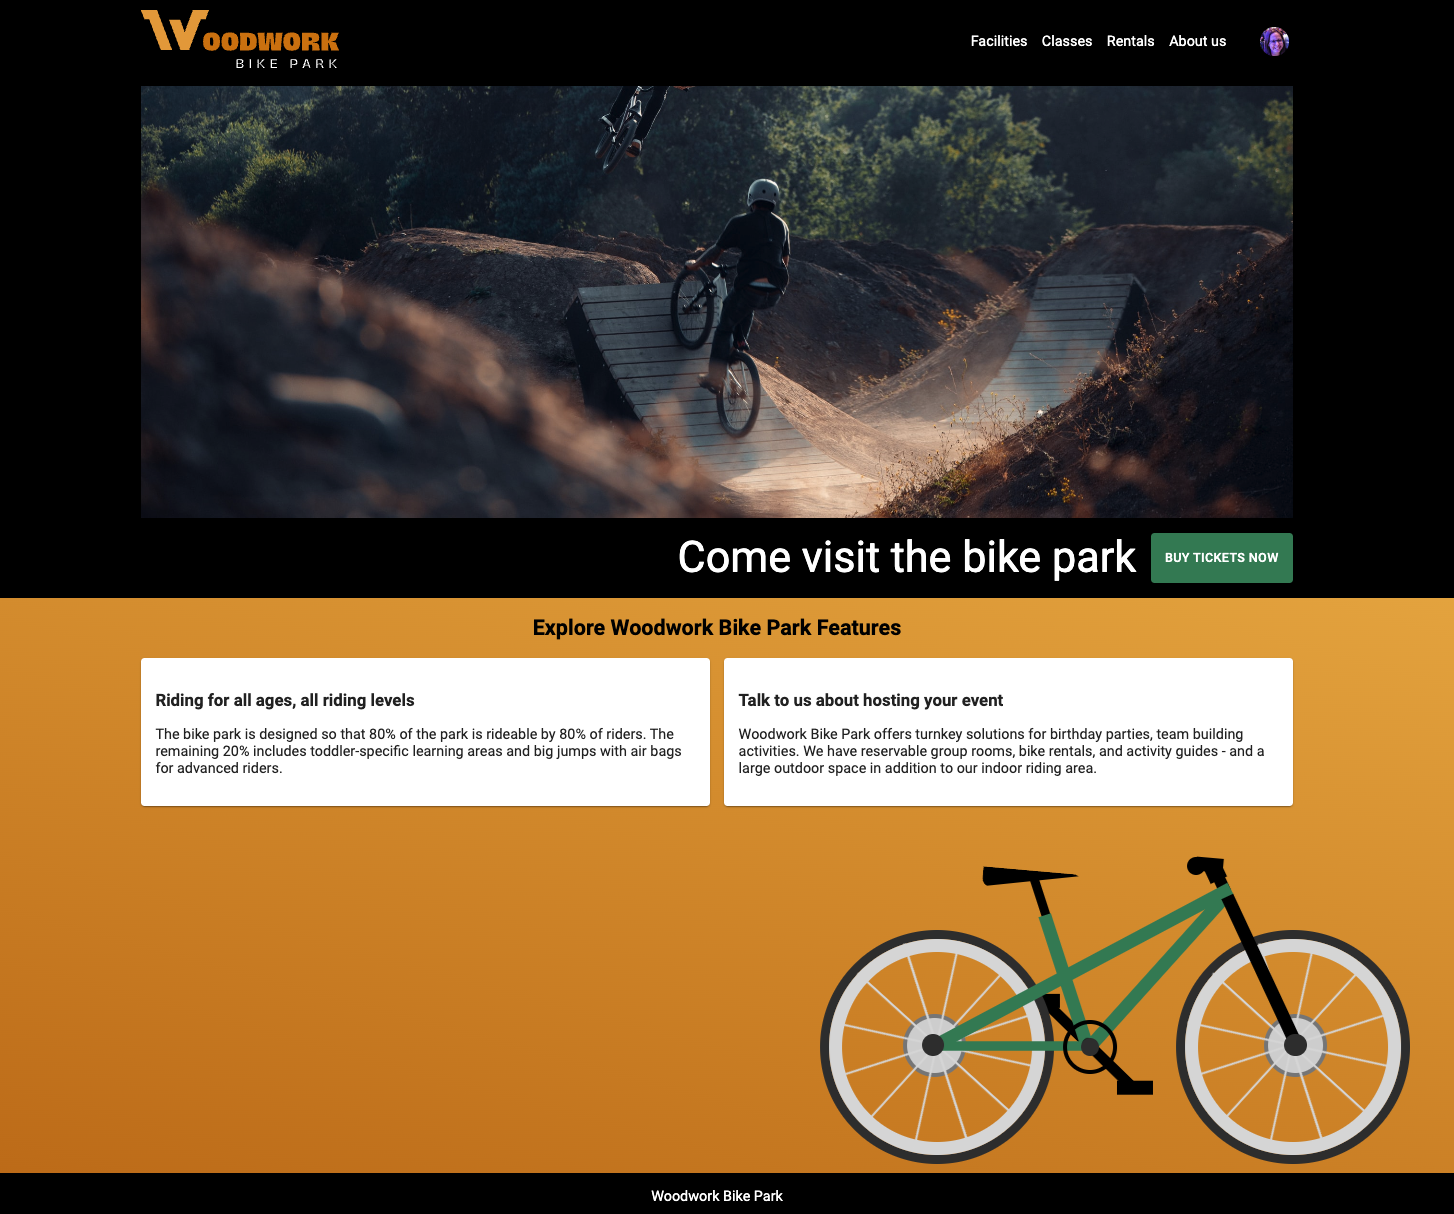 WOODWORK
BIKE PARK
Facilities Classes Rentals About us
Come visit the bike park
BUY TICKETS NOW
Explore Woodwork Bike Park Features
Riding for all ages, all riding levels
The bike park is designed so that 80% of the park is rideable by 80% of riders. The
remaining 20% includes toddler-specific learning areas and big jumps with air bags
for advanced riders.
Talk to us about hosting your event
Woodwork Bike Park offers turnkey solutions for birthday parties, team building
activities. We have reservable group rooms, bike rentals, and activity guides - and a
large outdoor space in addition to our indoor riding area.
Woodwork Bike Park